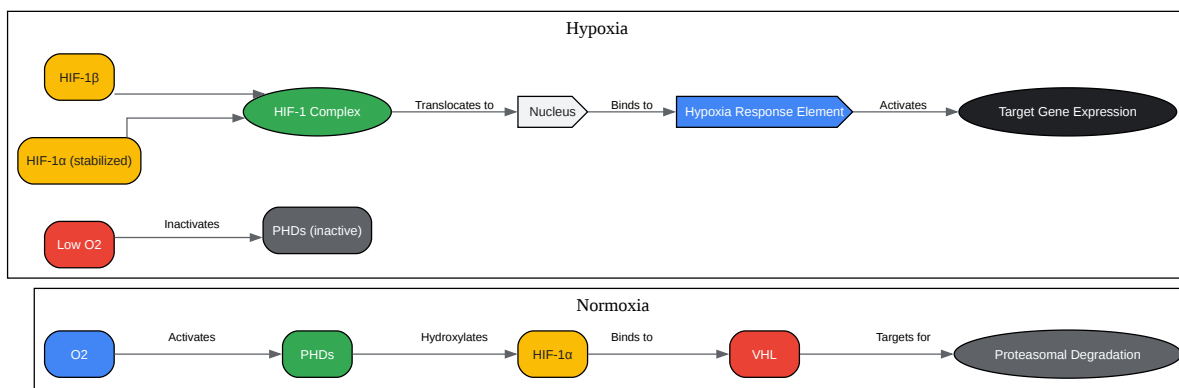 Hypoxia
HIF-1β
HIF-1 Complex
Translocates to
Nucleus
Binds to
Hypoxia Response Element
Activates
Target Gene Expression
HIF-1α (stabilized)
Low O2
Inactivates
PHDs (inactive)
Normoxia
O2
Activates
PHDs
Hydroxylates
HIF-1α
Binds to
VHL
Targets for
Proteasomal Degradation